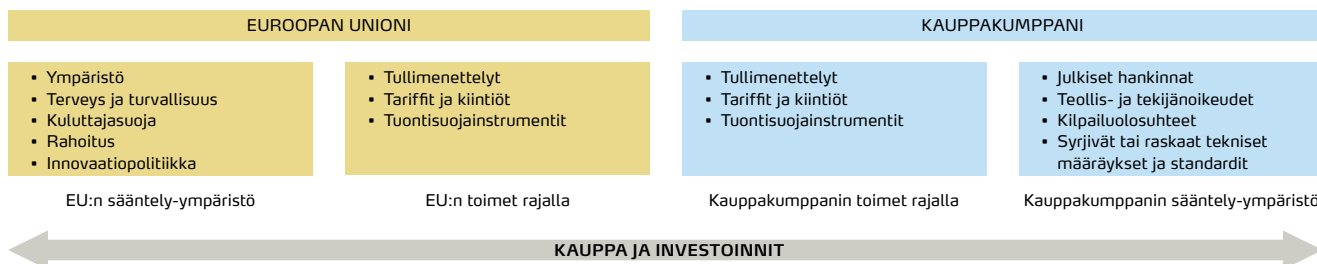 EUROOPAN UNIONI
KAUPPAKUMPPANI
▪ Ympäristö
▪ Terveys ja turvallisuus
▪ Kuluttajasuoja
▪ Rahoitus
▪ Innovaatiopolitiikka
▪ Tullimenettelyt
▪ Tariffit ja kiintiöt
▪ Tuontisuojainstrumentit
▪ Tullimenettelyt
▪ Tariffit ja kiintiöt
▪ Tuontisuojainstrumentit
▪ Julkiset hankinnat
▪ Teollis- ja tekijänoikeudet
▪ Kilpailuolosuhteet
▪ Syrjivät tai raskaat tekniset
määräykset ja standardit
EU:n sääntely-ympäristö
EU:n toimet rajalla
Kauppakumppanin toimet rajalla
Kauppakumppanin sääntely-ympäristö
KAUPPA JA INVESTOINNIT